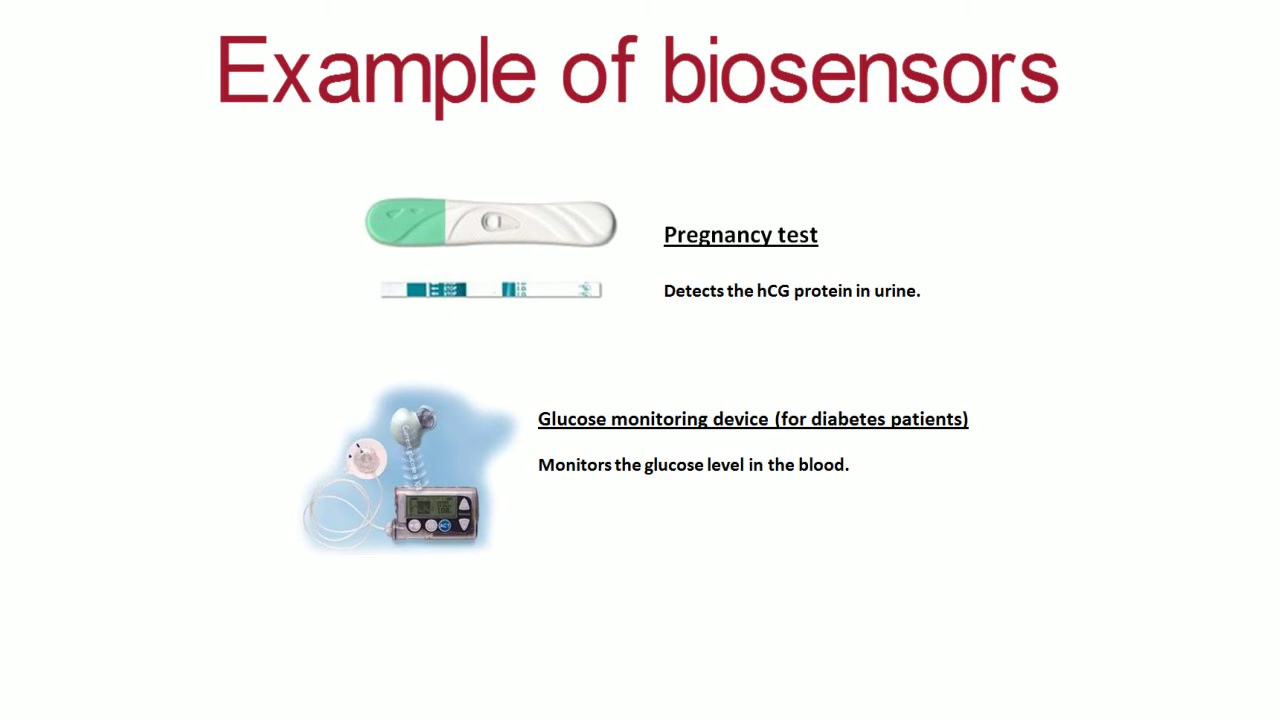 Example of biosensors
Pregnancy test
Detects the hCG protein in urine.
Glucose monitoring device (for diabetes patients)
Monitors the glucose level in the blood.
ACT